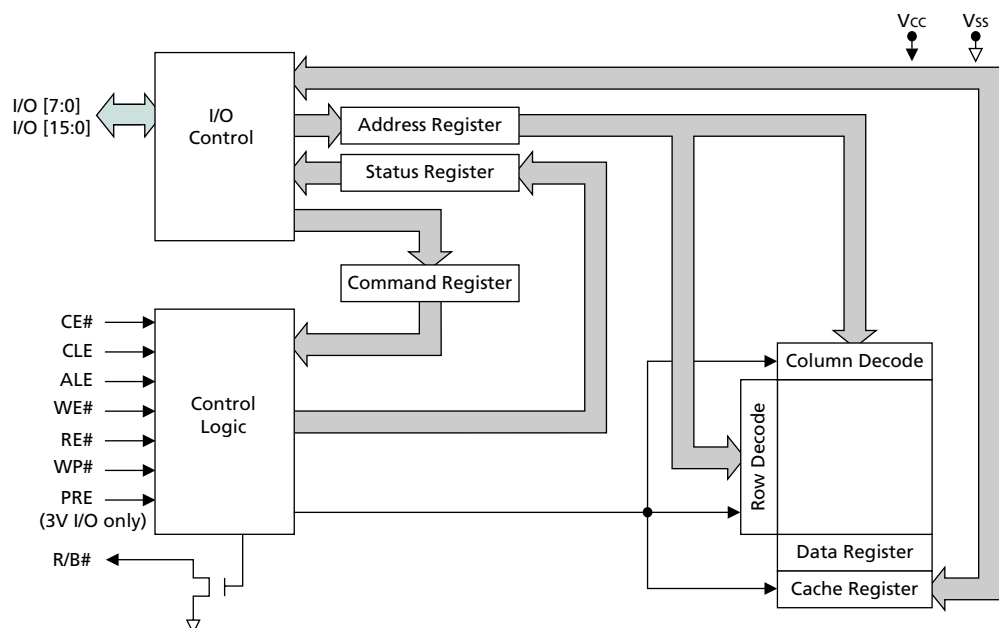 Vcc
Vss
I/O [7:0]
I/O [15:0]
I/O
Control
Address Register
Status Register
Command Register
CE#
CLE
ALE
WE#
RE#
WP#
PRE
(3V I/O only)
R/B#
Control
Logic
Column Decode
Row Decode
Data Register
Cache Register